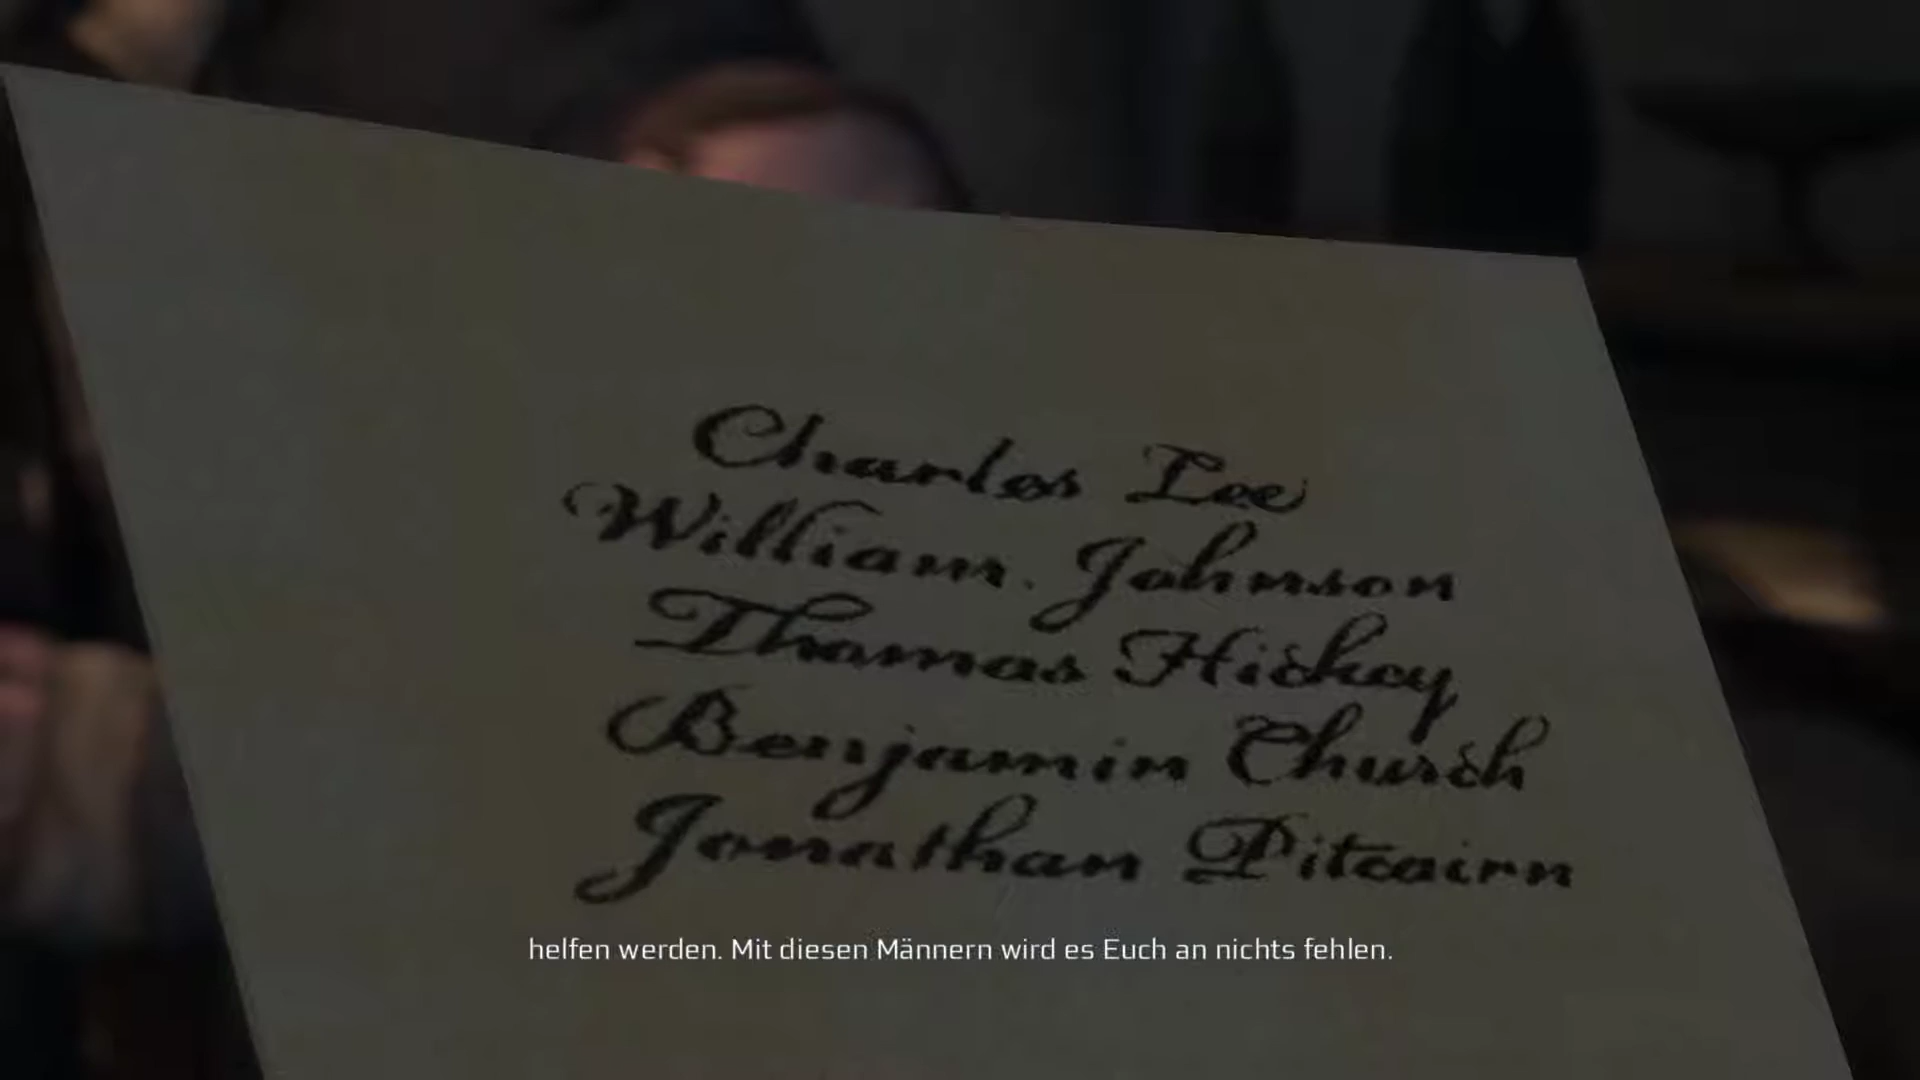 Charles Lee
William Johnson
Thomas Hickey
Benjamin Church
Jonathan Pitcairn
helfen werden. Mit diesen Männern wird es Euch an nichts fehlen.